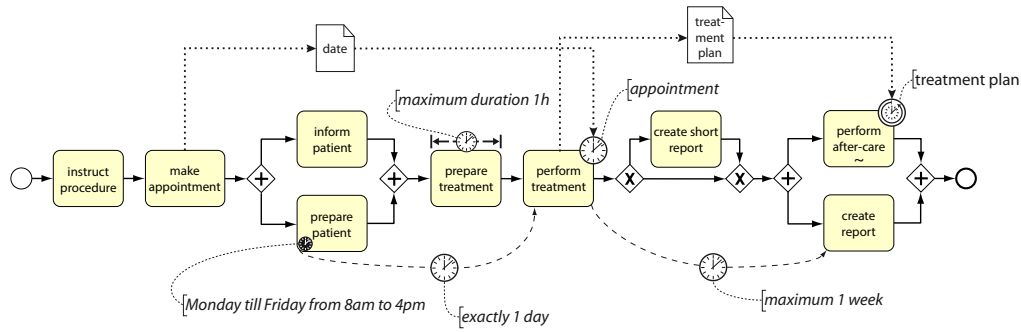 date
treat-
ment
plan
[treatment plan
[appointment
[maximum duration 1h
inform
patient
create short
report
perform
after-care
~
instruct
procedure
make
appointment
prepare
treatment
perform
treatment
prepare
patient
create
report
[Monday till Friday from 8am to 4pm
[exactly 1 day
[maximum 1 week